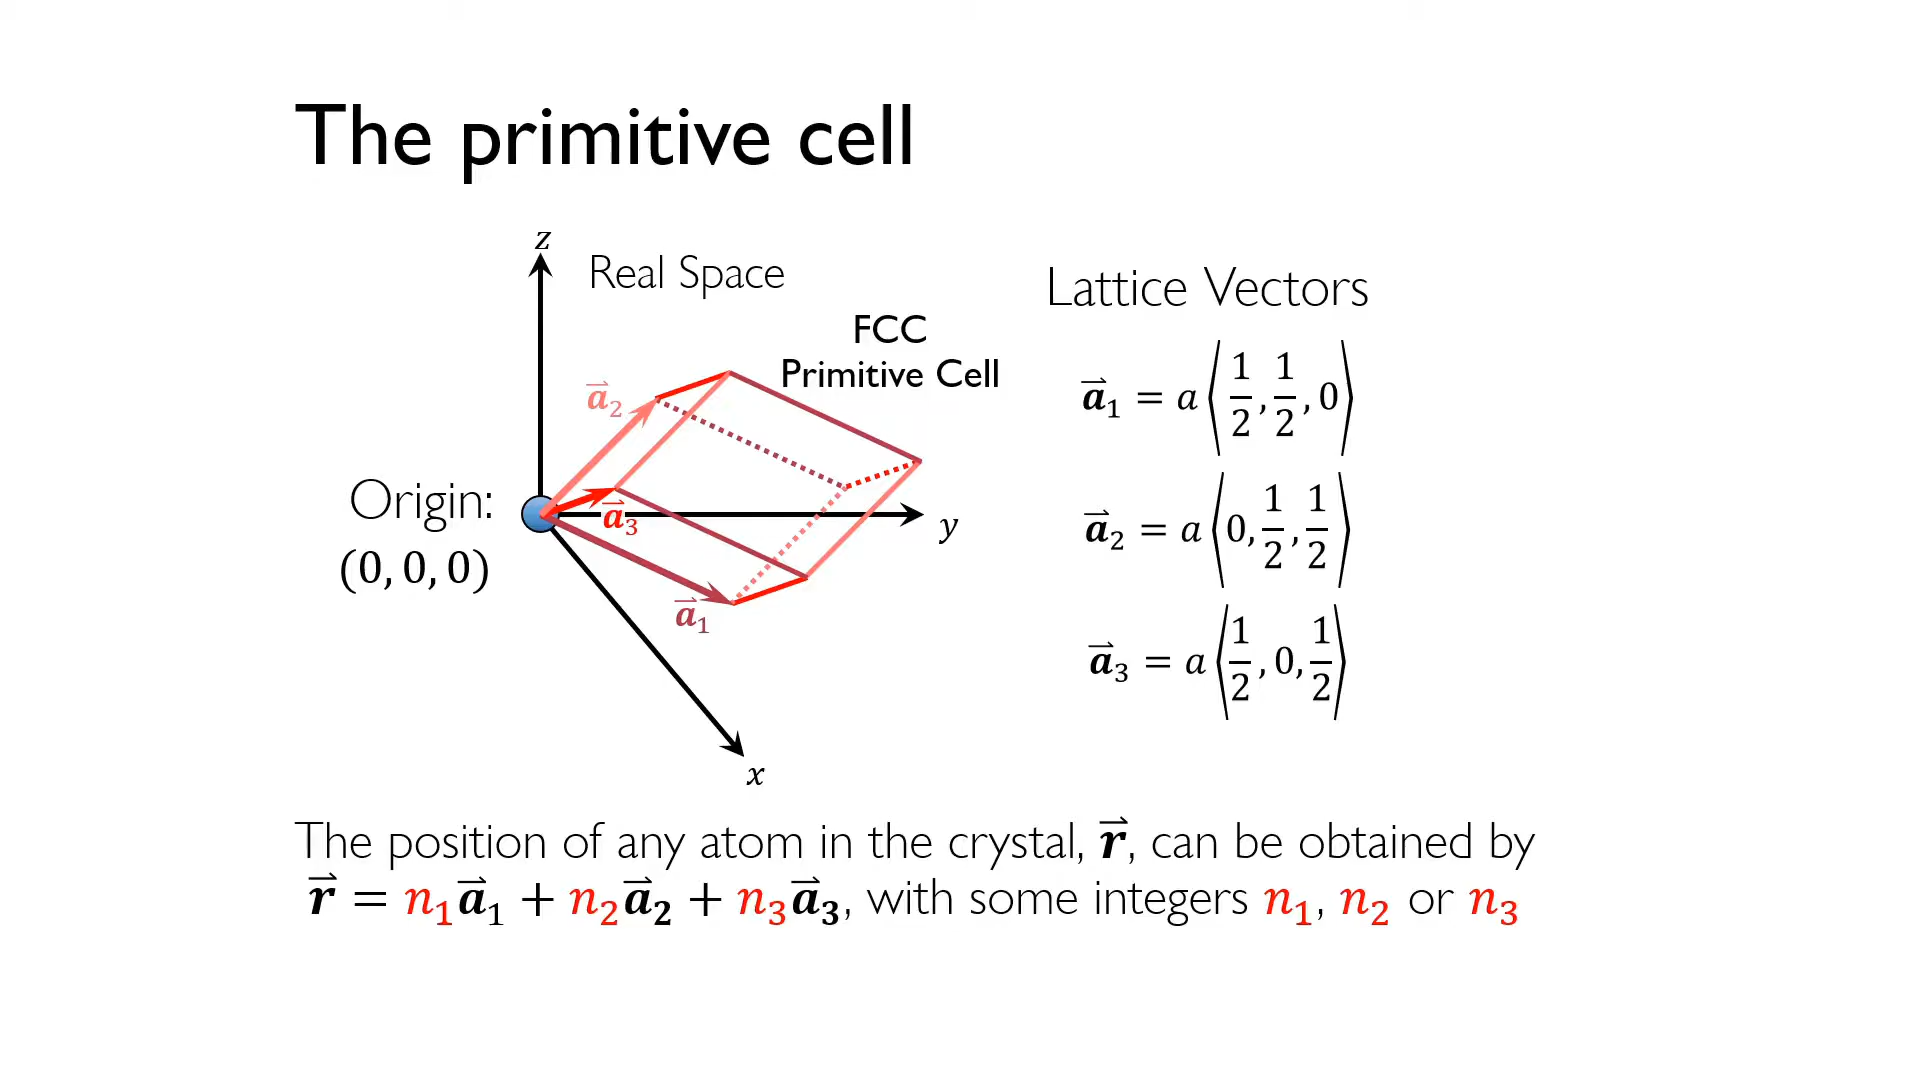 The primitive cell
z
Real Space
FCC
Primitive Cell
a⃗₂
Origin:
(0, 0, 0)
a⃗₃
y
a⃗₁
x
Lattice Vectors
a⃗₁ = a⟨1/2, 1/2, 0⟩
a⃗₂ = a⟨0, 1/2, 1/2⟩
a⃗₃ = a⟨1/2, 0, 1/2⟩
The position of any atom in the crystal, r⃗, can be obtained by
r⃗ = n₁a⃗₁ + n₂a⃗₂ + n₃a⃗₃, with some integers n₁, n₂ or n₃